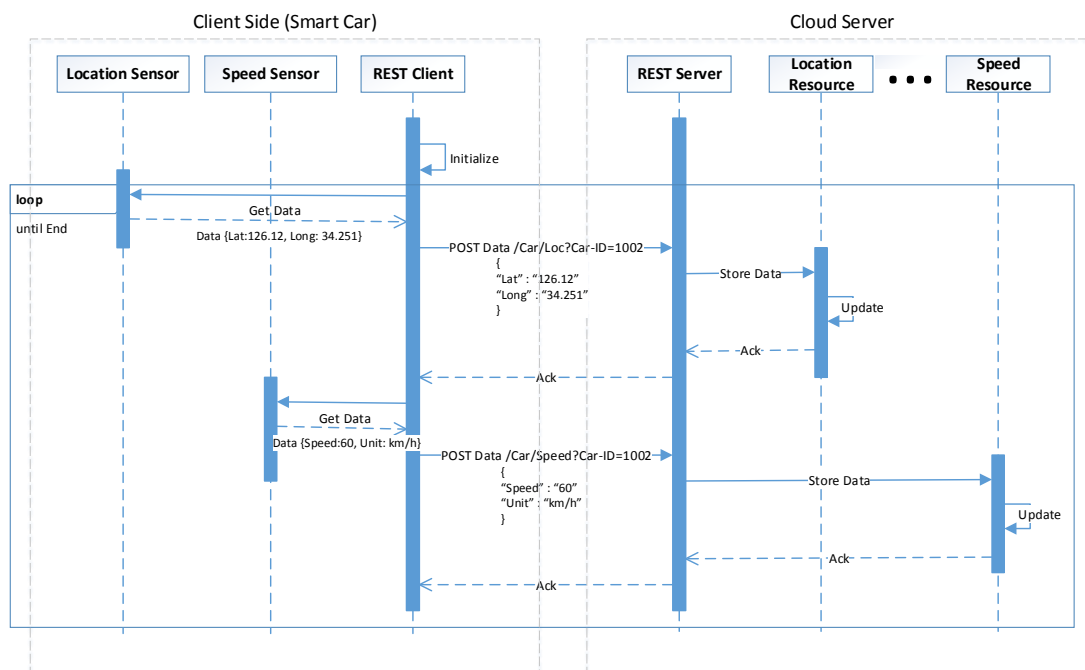 Client Side (Smart Car)
Cloud Server
Location Sensor
Speed Sensor
REST Client
REST Server
Location
Resource
• • •
Speed
Resource
Initialize
loop
until End
Get Data
Data {Lat:126.12, Long: 34.251}
POST Data /Car/Loc?Car-ID=1002
{
“Lat” : “126.12”
“Long” : “34.251”
}
Store Data
Update
Ack
Ack
Get Data
Data {Speed:60, Unit: km/h}
POST Data /Car/Speed?Car-ID=1002
{
“Speed” : “60”
“Unit” : “km/h”
}
Store Data
Update
Ack
Ack